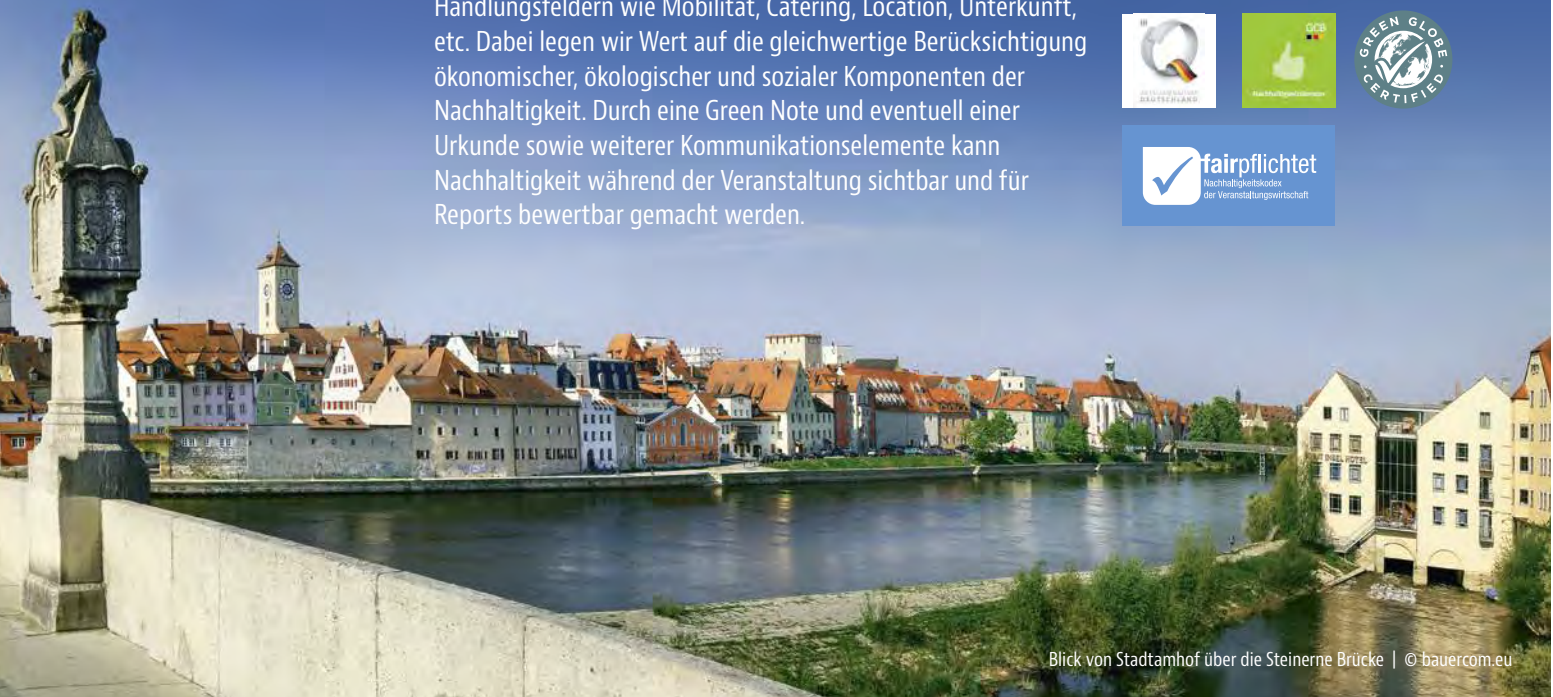 Handlungsfeldern wie Mobilität, Catering, Location, Unterkunft,
etc. Dabei legen wir Wert auf die gleichwertige Berücksichtigung
ökonomischer, ökologischer und sozialer Komponenten der
Nachhaltigkeit. Durch eine Green Note und eventuell einer
Urkunde sowie weiterer Kommunikationselemente kann
Nachhaltigkeit während der Veranstaltung sichtbar und für
Reports bewertbar gemacht werden.
III
Q
DEUTSCHLAND
GCB
GREEN GLOBE
CERTIFIED
fairpflichtet
Nachhaltigkeitskodex
der Veranstaltungswirtschaft
HOTEL
Blick von Stadtamhof über die Steinerne Brücke | © bauercom.eu